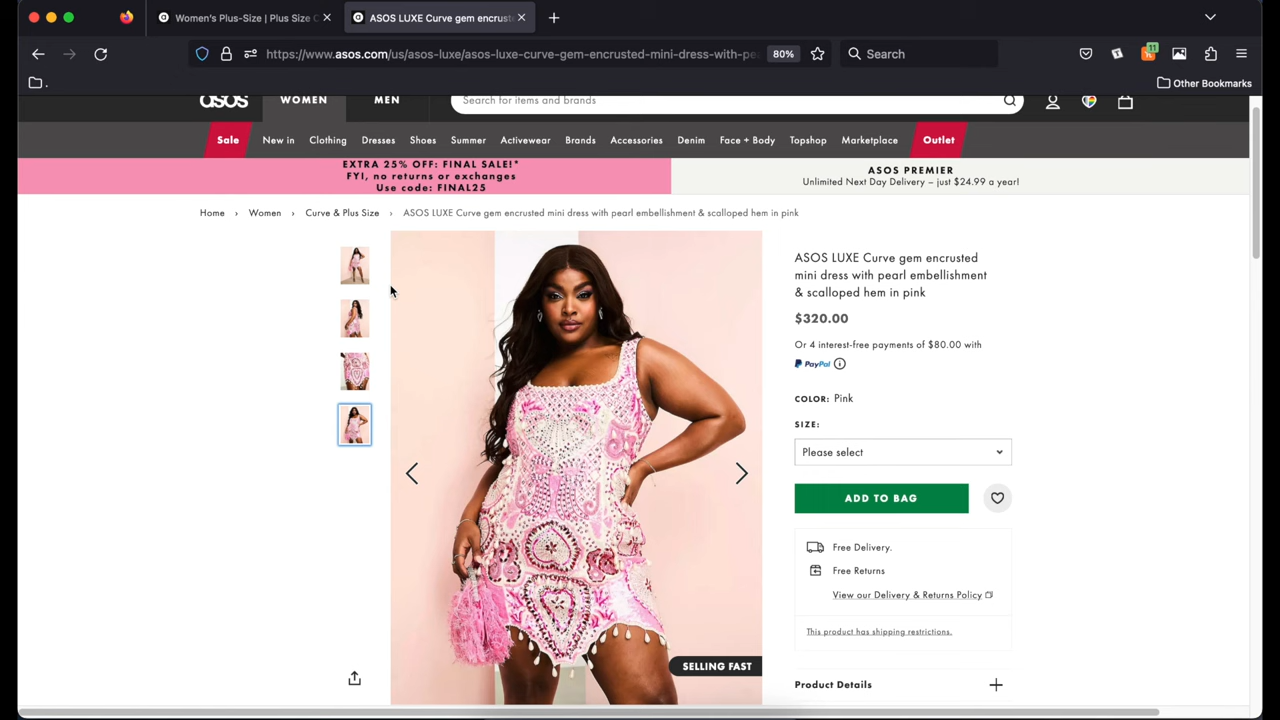 Women's Plus-Size | Plus Size C
ASOS LUXE Curve gem encrust
https://www.asos.com/us/asos-luxe/asos-luxe-curve-gem-encrusted-mini-dress-with-pe
80%
Search
11
.
Other Bookmarks
asos
WOMEN
MEN
Search for items and brands
Sale
New in
Clothing
Dresses
Shoes
Summer
Activewear
Brands
Accessories
Denim
Face + Body
Topshop
Marketplace
Outlet
EXTRA 25% OFF: FINAL SALE!*
FYI, no returns or exchanges
Use code: FINAL25
ASOS PREMIER
Unlimited Next Day Delivery – just $24.99 a year!
Home › Women › Curve & Plus Size › ASOS LUXE Curve gem encrusted mini dress with pearl embellishment & scalloped hem in pink
ASOS LUXE Curve gem encrusted
mini dress with pearl embellishment
& scalloped hem in pink
$320.00
Or 4 interest-free payments of $80.00 with
PayPal
COLOR: Pink
SIZE:
Please select
ADD TO BAG
Free Delivery.
Free Returns
View our Delivery & Returns Policy
This product has shipping restrictions.
SELLING FAST
Product Details